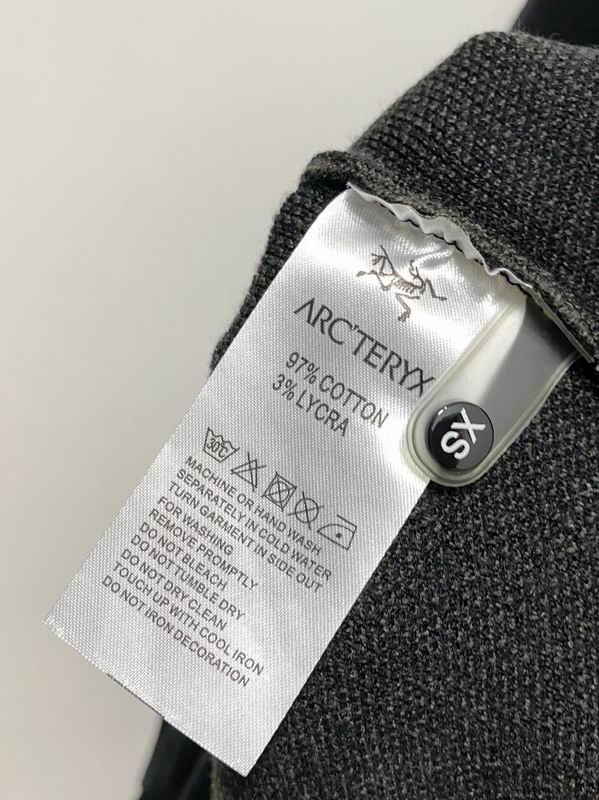 ARC'TERYX
97% COTTON
3% LYCRA
30°C
MACHINE OR HAND WASH
SEPARATELY IN COLD WATER
TURN GARMENT IN SIDE OUT
FOR WASHING
REMOVE PROMPTLY
DO NOT BLEACH
DO NOT TUMBLE DRY
DO NOT DRY CLEAN
TOUCH UP WITH COOL IRON
DO NOT IRON DECORATION
XS